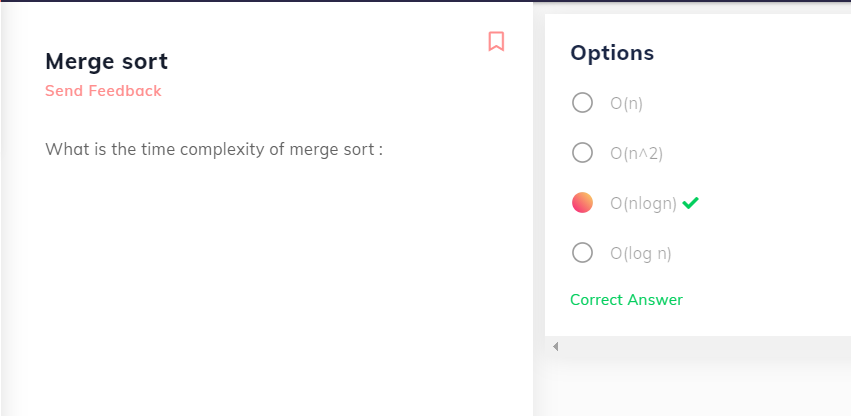 Merge sort
Send Feedback
What is the time complexity of merge sort :
Options
O(n)
O(n^2)
O(nlogn)
O(log n)
Correct Answer